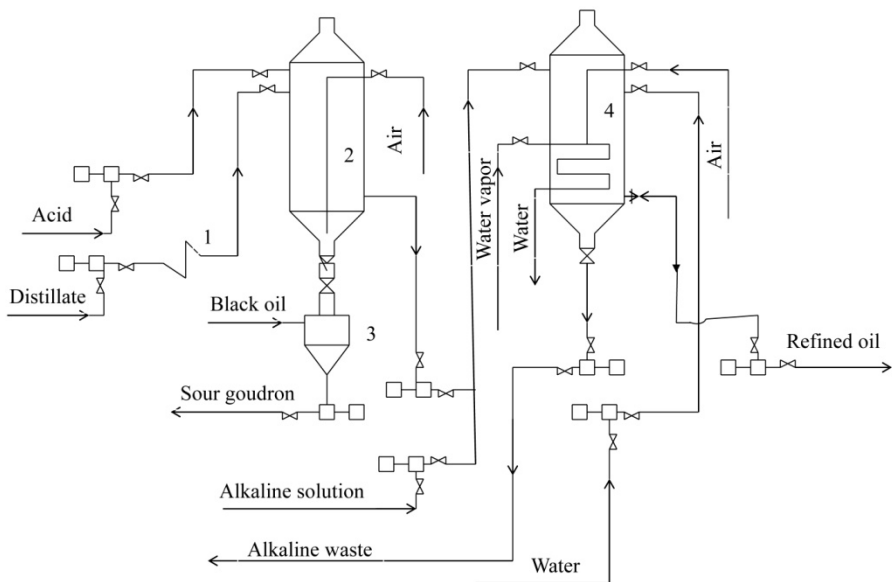 4
2
Air
Air
Water vapor
Water
Acid
1
Distillate
Black oil
3
Refined oil
Sour goudron
Alkaline solution
Alkaline waste
Water